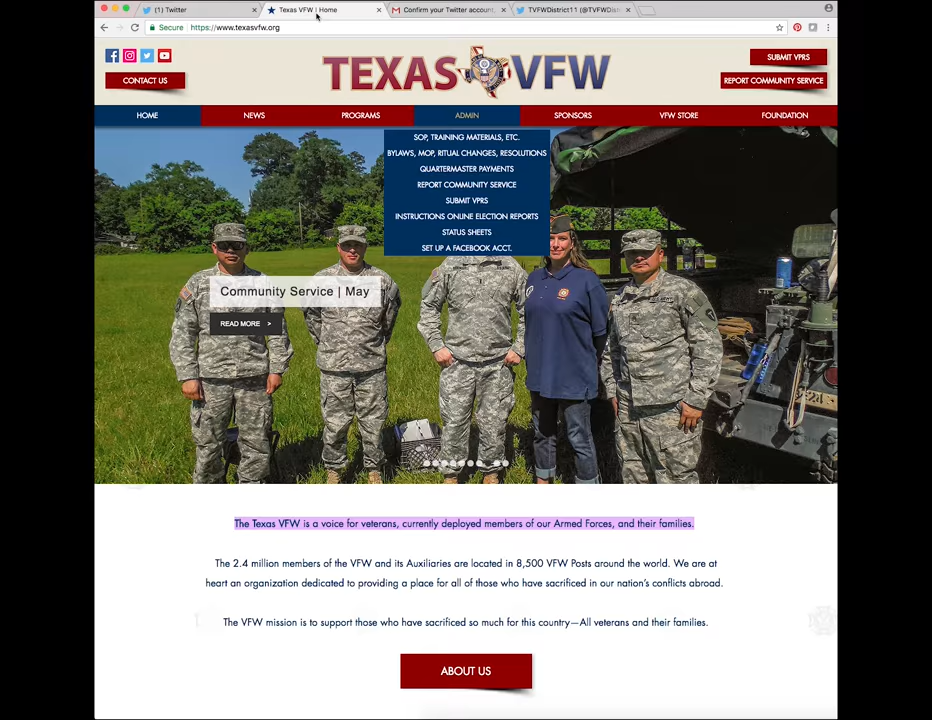 (1) Twitter
Texas VFW | Home
Confirm your Twitter account,
TVFWDistrict11 (@TVFWDis
Secure
https://www.texasvfw.org
CONTACT US
TEXAS VFW
SUBMIT VPRS
REPORT COMMUNITY SERVICE
HOME NEWS PROGRAMS ADMIN SPONSORS VFW STORE FOUNDATION
SOP, TRAINING MATERIALS, ETC.
BYLAWS, MOP, RITUAL CHANGES, RESOLUTIONS
QUARTERMASTER PAYMENTS
REPORT COMMUNITY SERVICE
SUBMIT VPRS
INSTRUCTIONS ONLINE ELECTION REPORTS
STATUS SHEETS
SET UP A FACEBOOK ACCT.
Community Service | May
READ MORE >
The Texas VFW is a voice for veterans, currently deployed members of our Armed Forces, and their families.
The 2.4 million members of the VFW and its Auxiliaries are located in 8,500 VFW Posts around the world. We are at
heart an organization dedicated to providing a place for all of those who have sacrificed in our nation's conflicts abroad.
The VFW mission is to support those who have sacrificed so much for this country—All veterans and their families.
ABOUT US